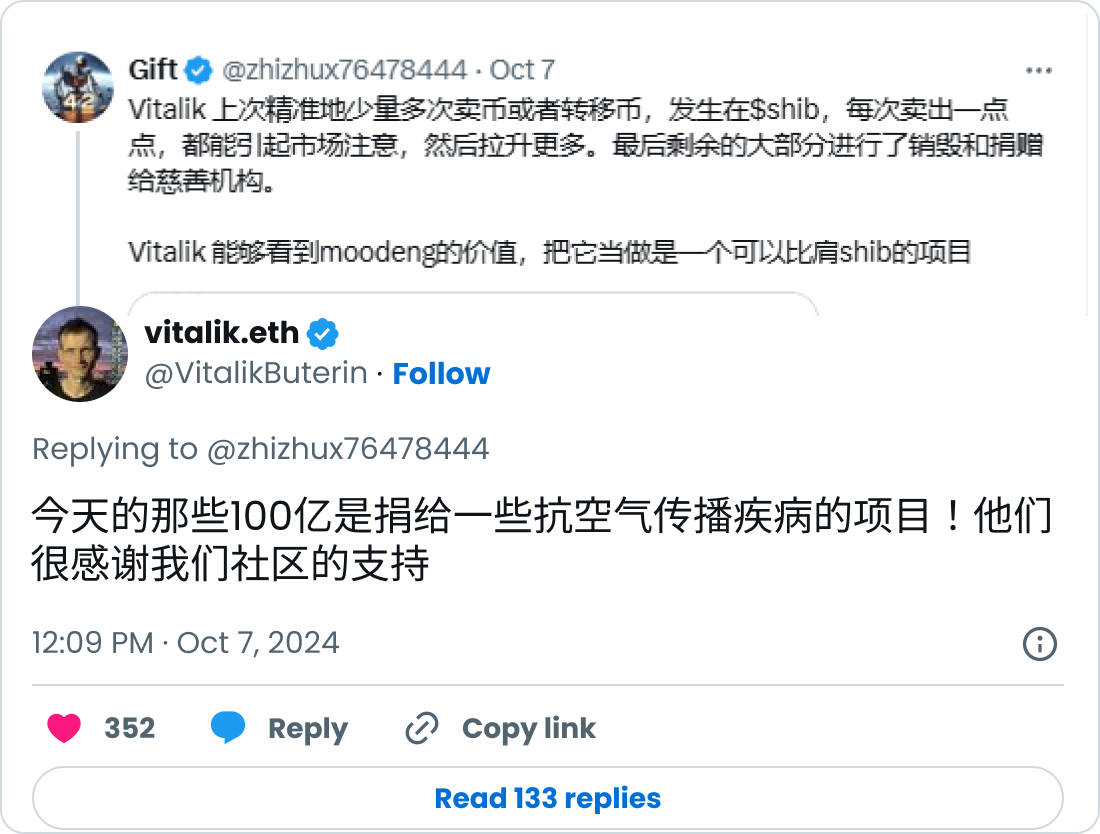 Gift @zhizhux76478444 · Oct 7
Vitalik 上次精准地少量多次卖币或者转移币，发生在$shib，每次卖出一点
点，都能引起市场注意，然后拉升更多。最后剩余的大部分进行了销毁和捐赠
给慈善机构。
Vitalik 能够看到moodeng的价值，把它当做是一个可以比肩shib的项目
vitalik.eth
@VitalikButerin · Follow
Replying to @zhizhux76478444
今天的那些100亿是捐给一些抗空气传播疾病的项目！他们
很感谢我们社区的支持
12:09 PM · Oct 7, 2024
352 Reply Copy link
Read 133 replies